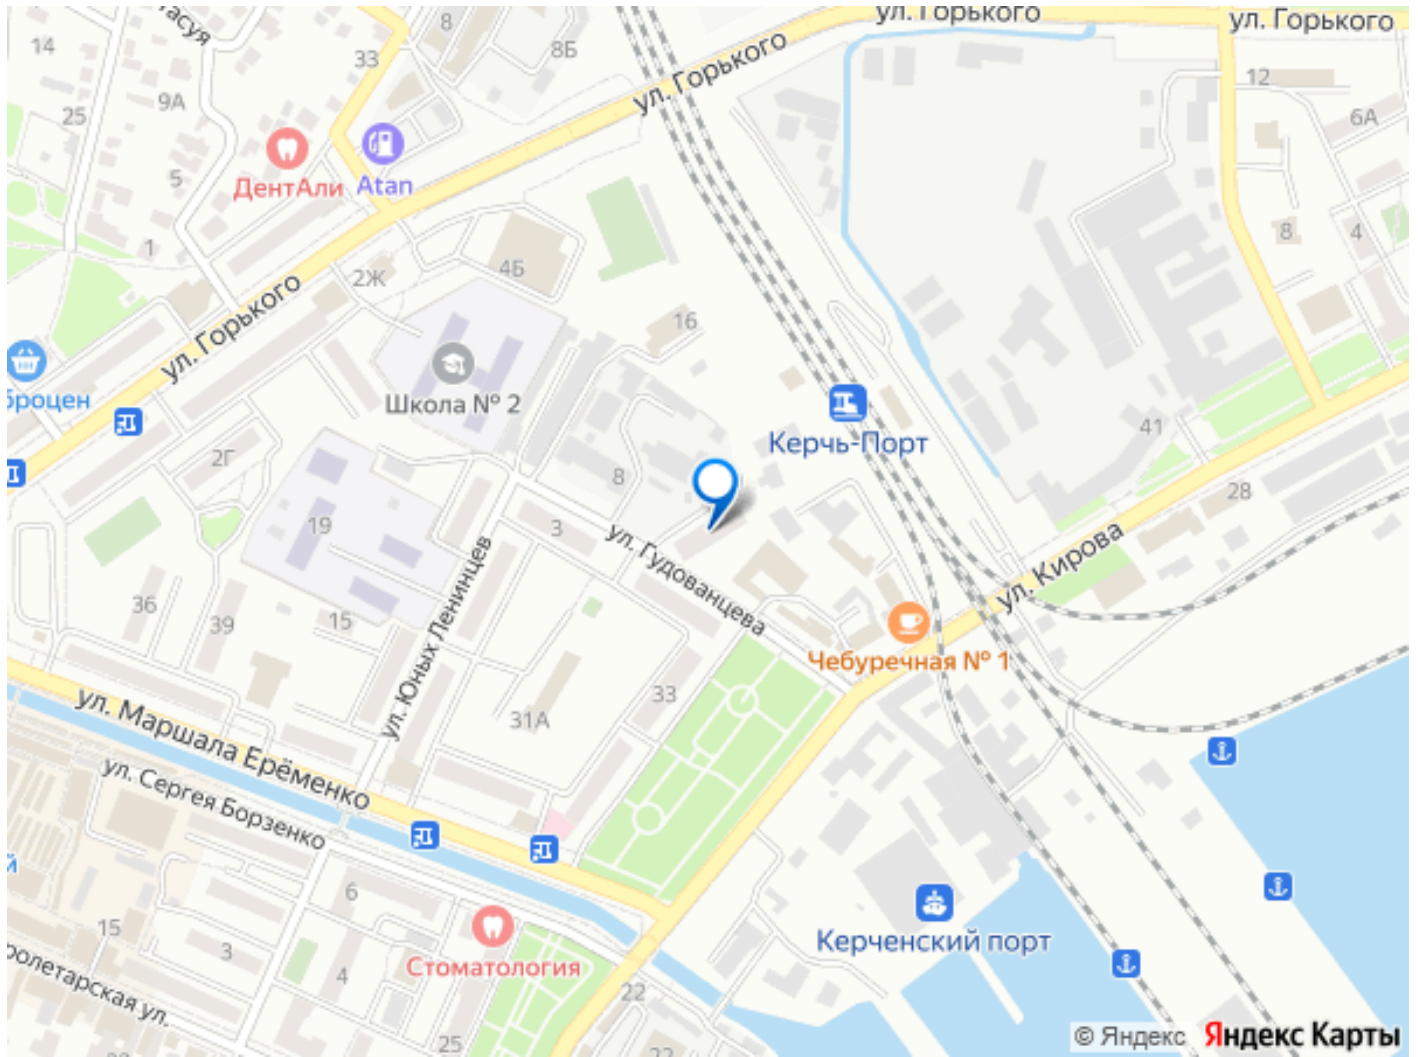 ул. Горького
ул. Горького
14
33
8
8Б
ул. Горького
12
9А
25
6А
ДентАли
Atan
5
1
8
4
2Ж
4Б
ул. Горького
16
Школа № 2
Керчь-Порт
41
2Г
8
28
19
3
ул. Гудованцева
ул. Кирова
36
39
15
ул. Юных Ленинцев
Чебуречная № 1
33
31А
ул. Маршала Ерёменко
ул. Сергея Борзенко
6
15
3
4
Стоматология
Керченский порт
22
25
22
© Яндекс Яндекс Карты